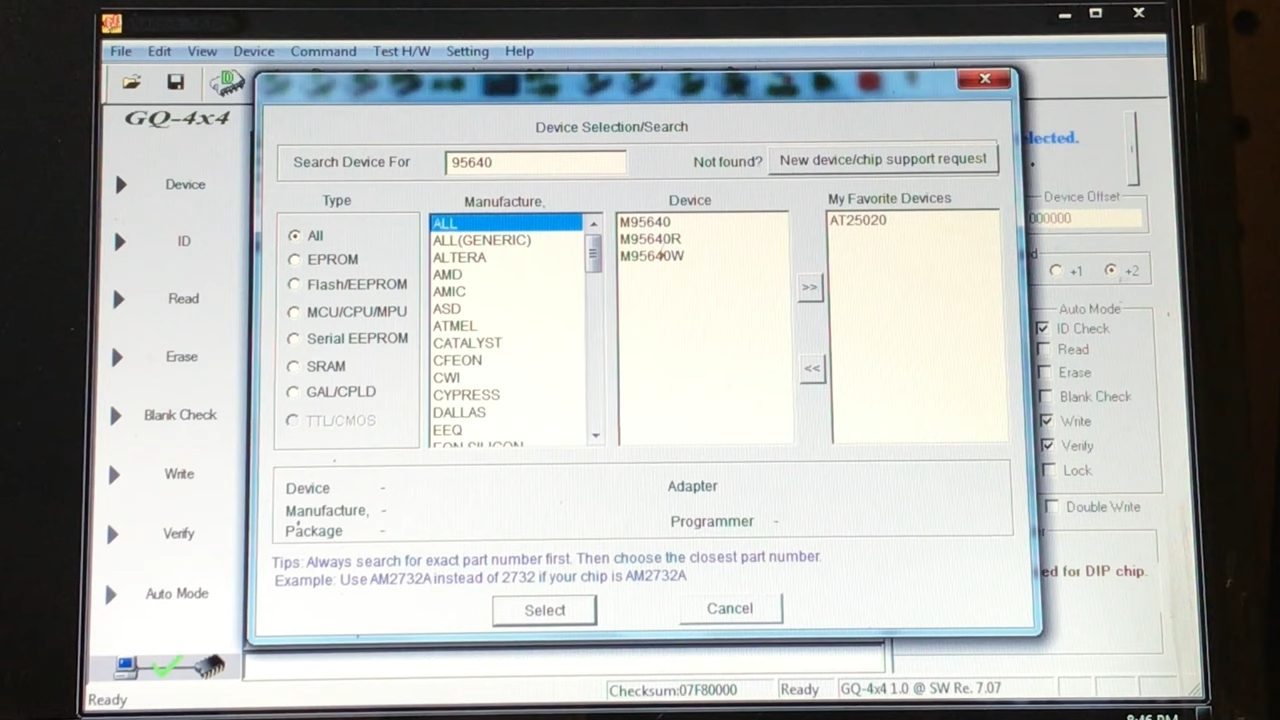 File Edit View Device Command Test H/W Setting Help
GQ-4x4
Device
ID
Read
Erase
Blank Check
Write
Verify
Auto Mode
Device Selection/Search
Search Device For 95640 Not found? New device/chip support request
Type
All
EPROM
Flash/EEPROM
MCU/CPU/MPU
Serial EEPROM
SRAM
GAL/CPLD
TTL/CMOS
Manufacture,
ALL
ALL(GENERIC)
ALTERA
AMD
AMIC
ASD
ATMEL
CATALYST
CFEON
CWI
CYPRESS
DALLAS
EEQ
EON SILICON
Device
M95640
M95640R
M95640W
>>
<<
My Favorite Devices
AT25020
Device -
Manufacture, -
Package -
Adapter
Programmer -
Tips: Always search for exact part number first. Then choose the closest part number.
Example: Use AM2732A instead of 2732 if your chip is AM2732A
Select Cancel
elected.
Device Offset
000000
+1 +2
Auto Mode
ID Check
Read
Erase
Blank Check
Write
Verify
Lock
Double Write
ed for DIP chip.
Ready
Checksum:07F80000 Ready GQ-4x4 1.0 @ SW Re. 7.07
8:46 PM